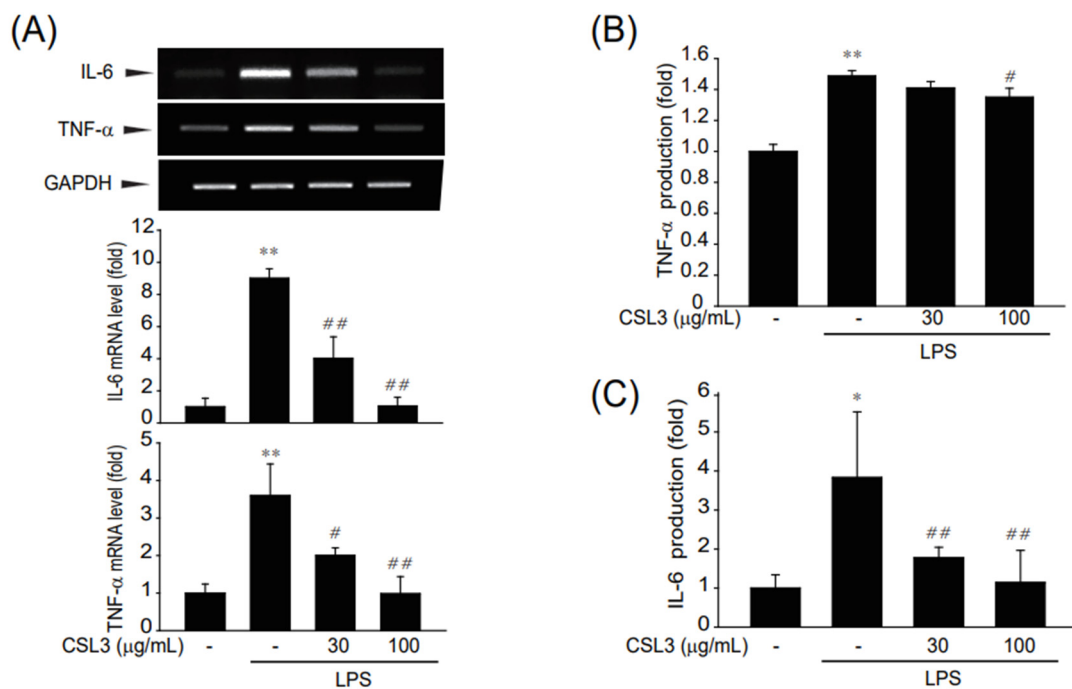 (A)
IL-6
TNF-α
GAPDH
IL-6 mRNA level (fold)
12
10
8
6
4
2
0
**
##
##
TNF-α mRNA level (fold)
5
4
3
2
1
0
**
#
##
CSL3 (μg/mL) - - 30 100
LPS
(B)
TNF-α production (fold)
1.6
1.4
1.2
1.0
0.8
0.6
0.4
0.2
0
**
#
CSL3 (μg/mL) - - 30 100
LPS
(C)
IL-6 production (fold)
6
5
4
3
2
1
0
*
##
##
CSL3 (μg/mL) - - 30 100
LPS